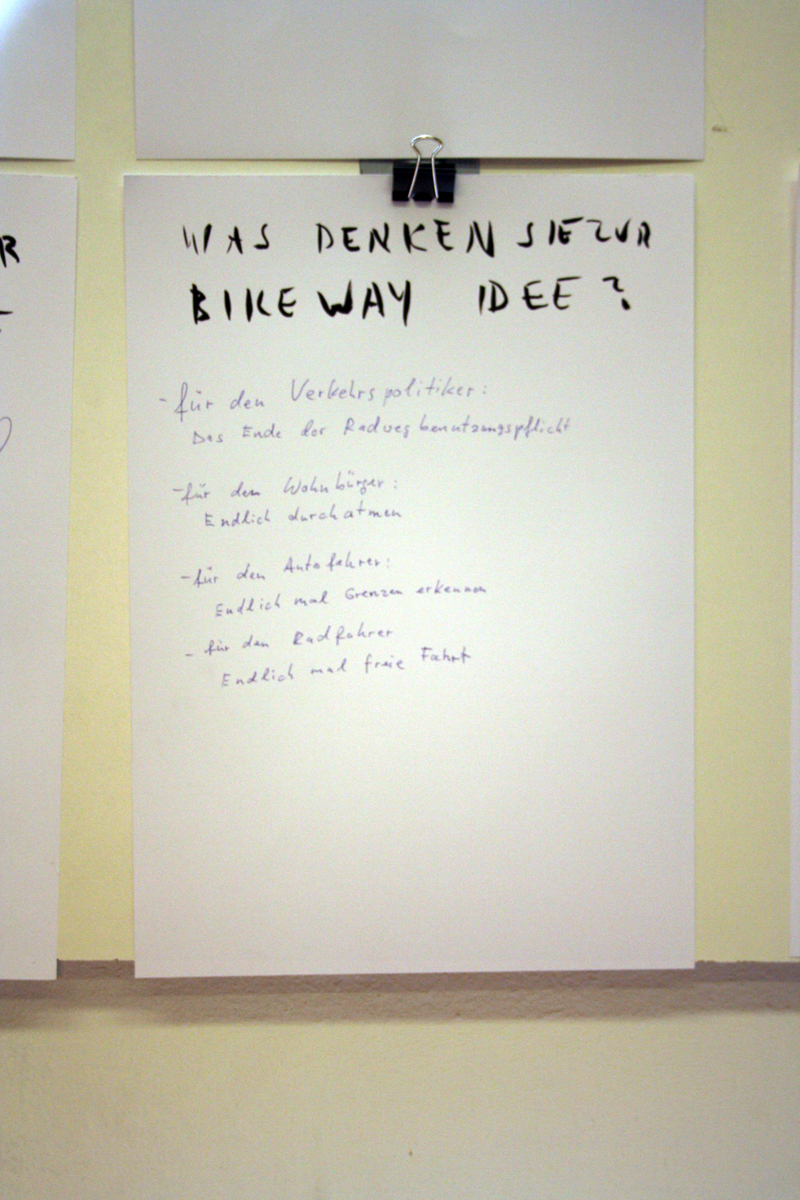 WAS DENKEN SIE ZUR
BIKEWAY IDEE?
- für den Verkehrspolitiker:
Das Ende der Radwegbenutzungspflicht
- für den Wohnbürger:
Endlich durchatmen
- für den Autofahrer:
Endlich mal Grenzen erkennen
- für den Radfahrer
Endlich mal freie Fahrt